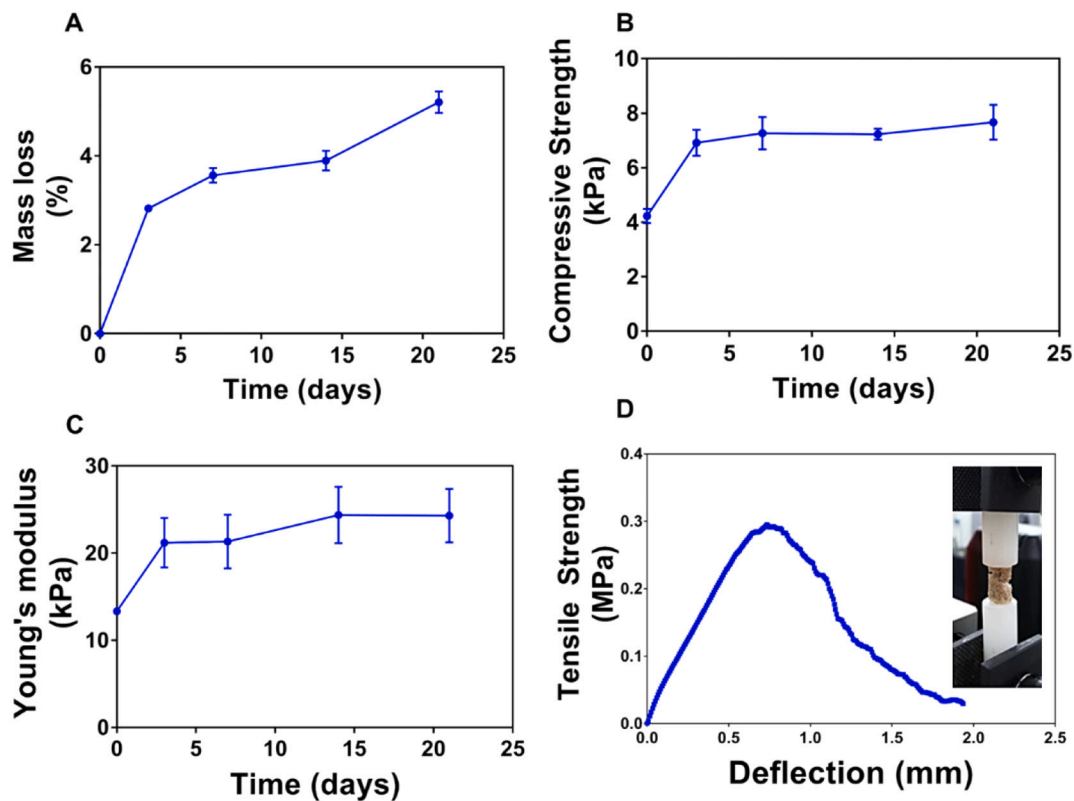 A
Mass loss
(%)
6
4
2
0
0 5 10 15 20 25
Time (days)
B
Compressive Strength
(kPa)
10
8
6
4
2
0
0 5 10 15 20 25
Time (days)
C
Young's modulus
(kPa)
30
20
10
0
0 5 10 15 20 25
Time (days)
D
Tensile Strength
(MPa)
0.4
0.3
0.2
0.1
0.0
0.0 0.5 1.0 1.5 2.0 2.5
Deflection (mm)